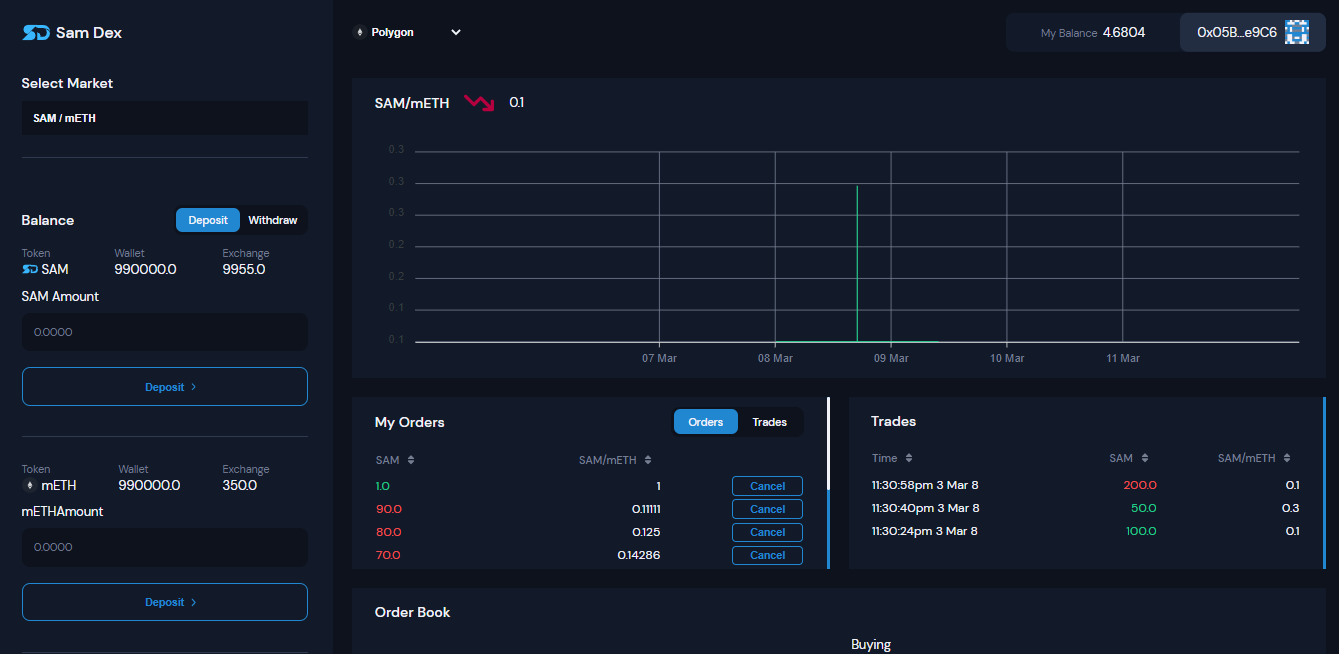 Sam Dex
Select Market
SAM / mETH
Balance
Deposit Withdraw
Token Wallet Exchange
SAM 990000.0 9955.0
SAM Amount
0.0000
Deposit >
Token Wallet Exchange
mETH 990000.0 350.0
mETHAmount
0.0000
Deposit >
Polygon
My Balance 4.6804
0x05B...e9C6
SAM/mETH 0.1
0.3
0.3
0.3
0.2
0.2
0.1
0.1
07 Mar 08 Mar 09 Mar 10 Mar 11 Mar
My Orders
Orders Trades
SAM SAM/mETH
1.0 1 Cancel
90.0 0.11111 Cancel
80.0 0.125 Cancel
70.0 0.14286 Cancel
Trades
Time SAM SAM/mETH
11:30:58pm 3 Mar 8 200.0 0.1
11:30:40pm 3 Mar 8 50.0 0.3
11:30:24pm 3 Mar 8 100.0 0.1
Order Book
Buying